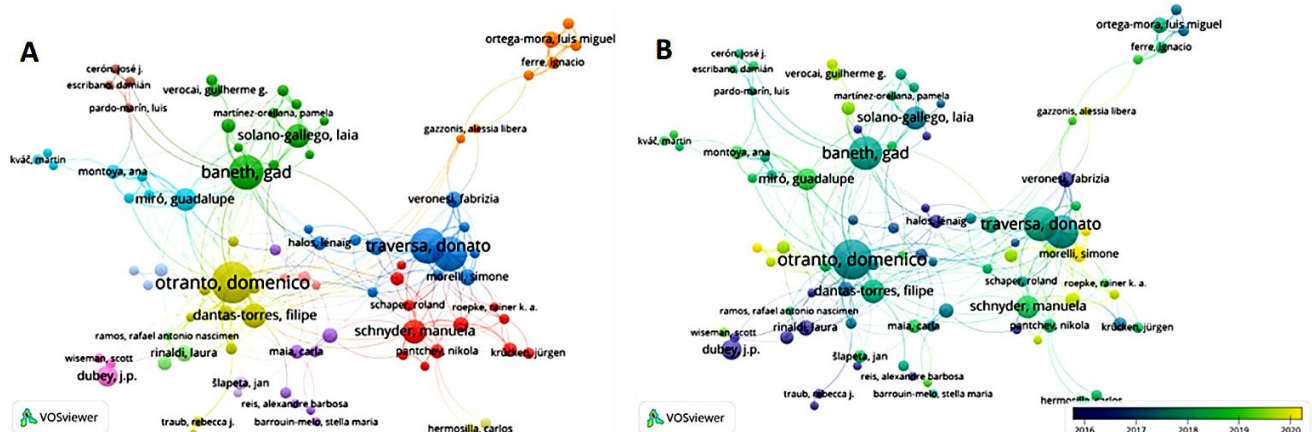 A
ortega-mora, luis miguel
ferre, ignacio
cerón, josé j.
escribano, damián
pardo-marín, luis
verocai, guilherme g.
martínez-orellana, pamela
solano-gallego, laia
gazzonis, alessia libera
kváč, martin
montoya, ana
baneth, gad
miró, guadalupe
veronesi, fabrizia
halos, lénaïg
traversa, donato
morelli, simone
otranto, domenico
dantas-torres, filipe
schaper, roland
roepke, rainer k. a.
schnyder, manuela
ramos, rafael antonio nascimen
rinaldi, laura
maia, carla
pantchev, nikola
krücken, jürgen
wiseman, scott
dubey, j.p.
šlapeta, jan
reis, alexandre barbosa
barrouin-melo, stella maria
traub, rebecca j.
hermosilla, carlos
VOSviewer
B
ortega-mora, luis miguel
ferre, ignacio
cerón, josé j.
escribano, damián
pardo-marín, luis
verocai, guilherme g.
martínez-orellana, pamela
solano-gallego, laia
gazzonis, alessia libera
kváč, martin
montoya, ana
baneth, gad
miró, guadalupe
veronesi, fabrizia
halos, lénaïg
traversa, donato
morelli, simone
otranto, domenico
dantas-torres, filipe
schaper, roland
roepke, rainer k. a.
schnyder, manuela
ramos, rafael antonio nascimen
rinaldi, laura
maia, carla
pantchev, nikola
krücken, jürgen
wiseman, scott
dubey, j.p.
šlapeta, jan
reis, alexandre barbosa
barrouin-melo, stella maria
traub, rebecca j.
hermosilla, carlos
VOSviewer
2016 2017 2018 2019 2020